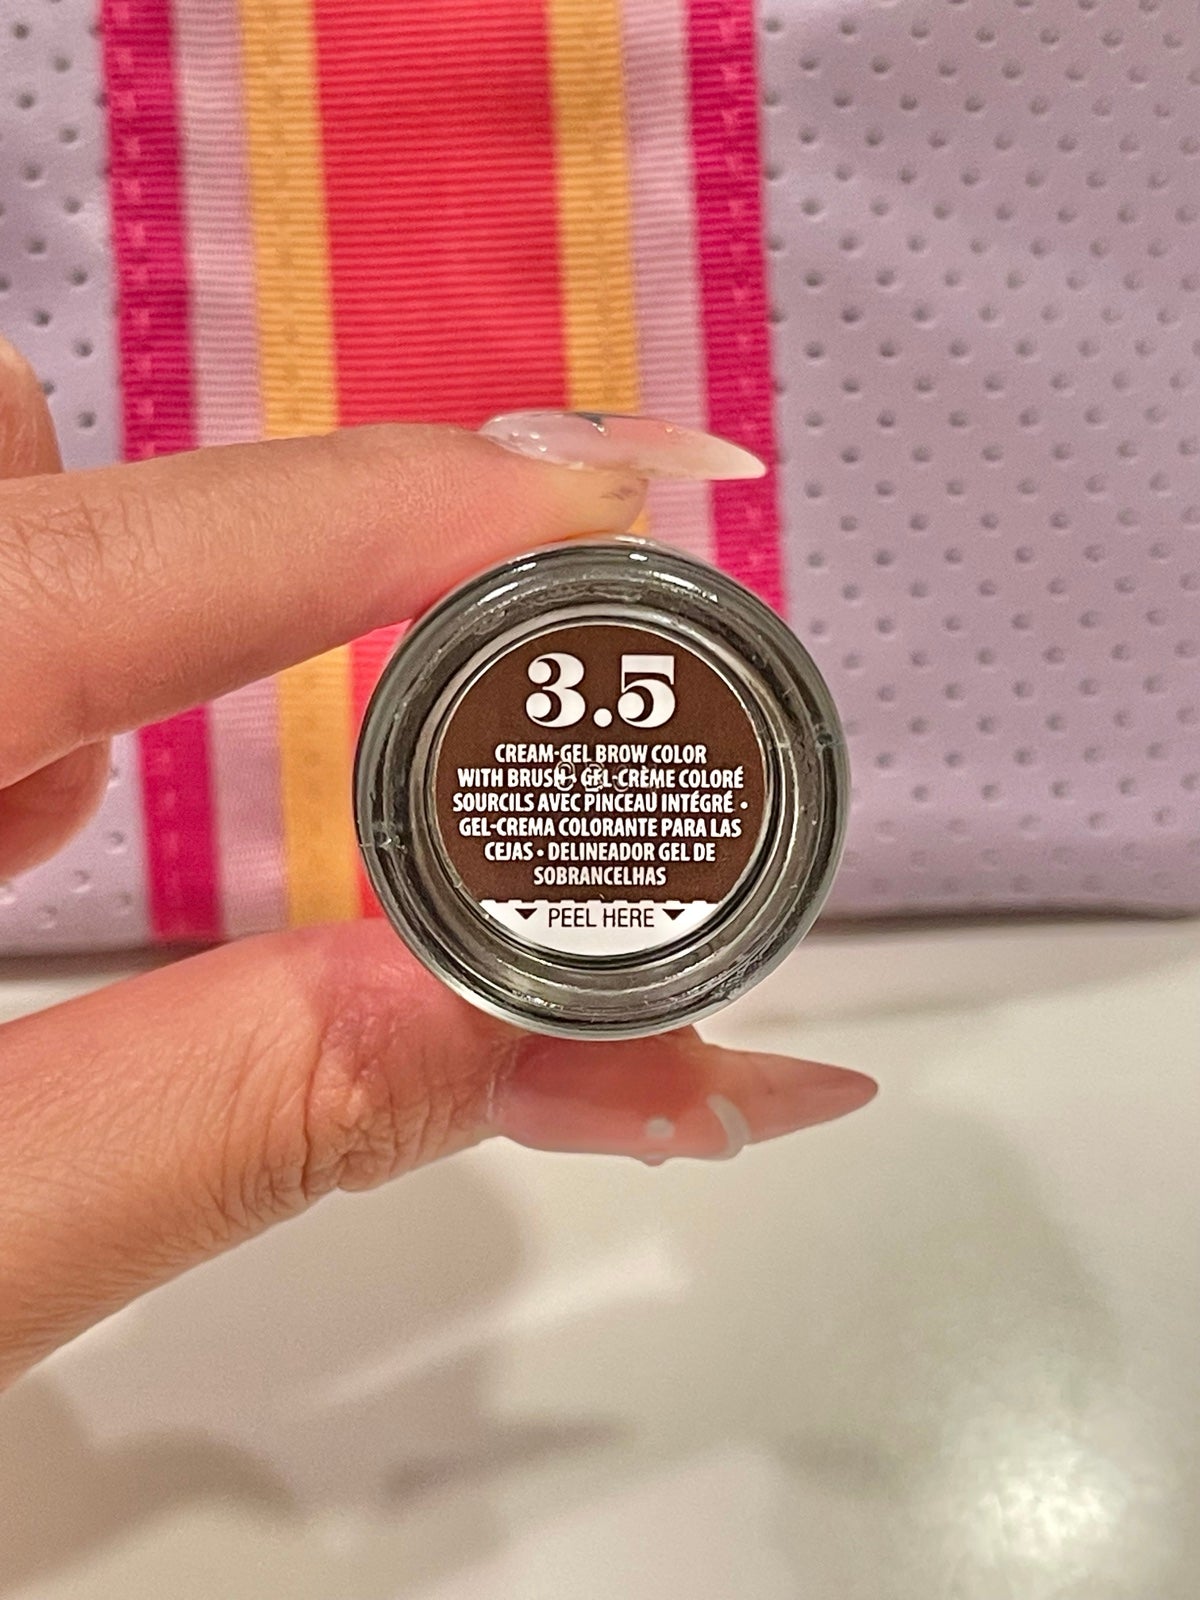 3.5
CREAM-GEL BROW COLOR
WITH BRUSH • GEL-CRÈME COLORÉ
SOURCILS AVEC PINCEAU INTÉGRÉ •
GEL-CREMA COLORANTE PARA LAS
CEJAS • DELINEADOR GEL DE
SOBRANCELHAS
PEEL HERE